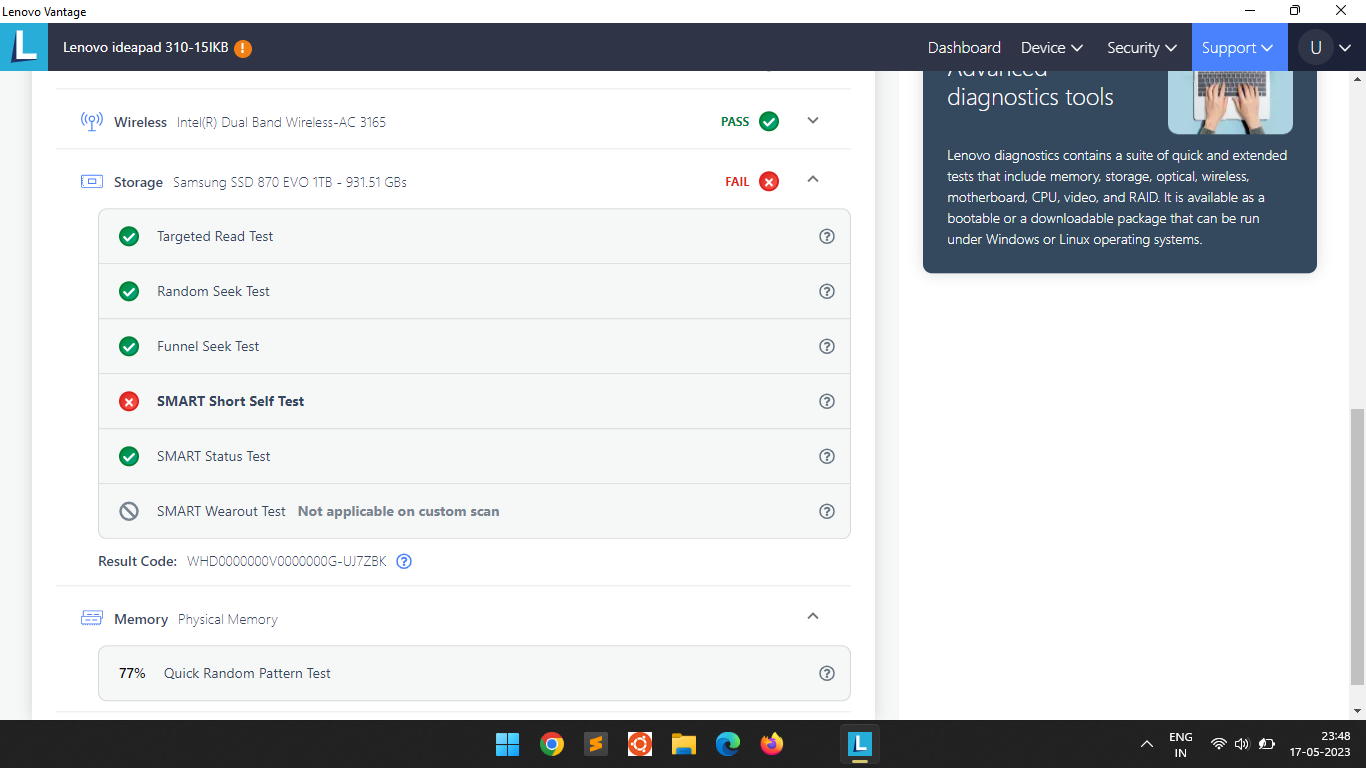 Lenovo Vantage
L
Lenovo ideapad 310-15IKB !
Dashboard Device Security Support U
Advanced
diagnostics tools
Lenovo diagnostics contains a suite of quick and extended
tests that include memory, storage, optical, wireless,
motherboard, CPU, video, and RAID. It is available as a
bootable or a downloadable package that can be run
under Windows or Linux operating systems.
Wireless Intel(R) Dual Band Wireless-AC 3165 PASS
Storage Samsung SSD 870 EVO 1TB - 931.51 GBs FAIL
Targeted Read Test ?
Random Seek Test ?
Funnel Seek Test ?
SMART Short Self Test ?
SMART Status Test ?
SMART Wearout Test Not applicable on custom scan ?
Result Code: WHD0000000V0000000G-UJ7ZBK ?
Memory Physical Memory
77% Quick Random Pattern Test ?
L
ENG
IN
23:48
17-05-2023